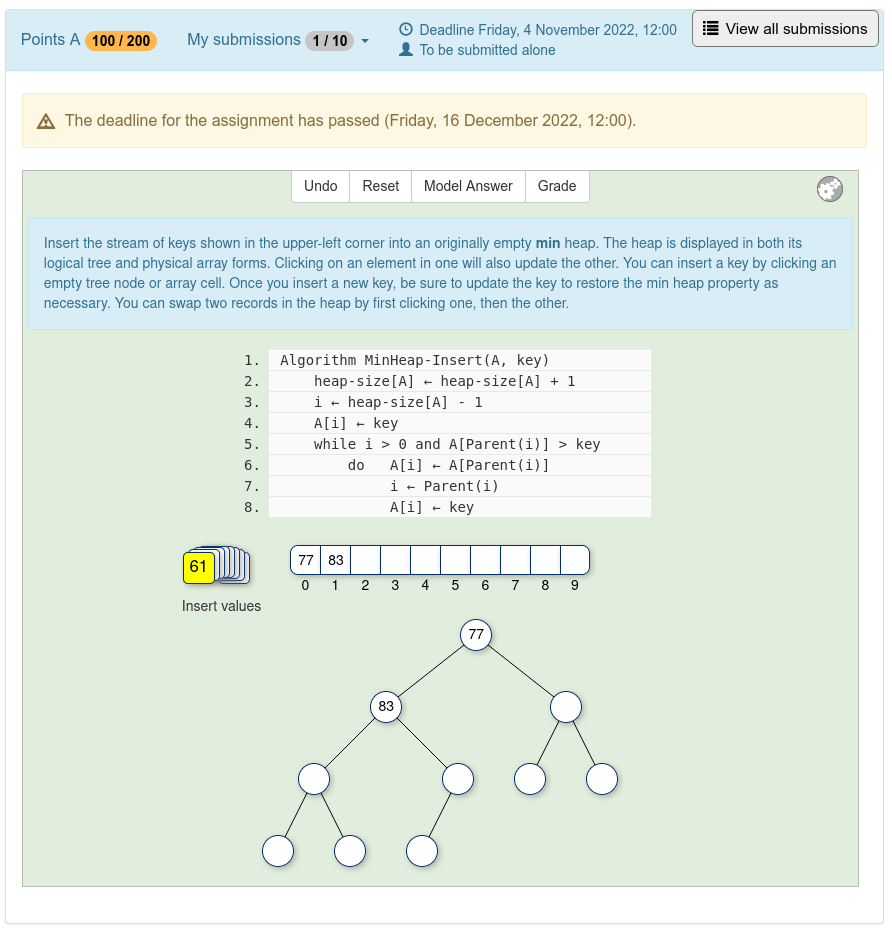 Points A 100 / 200 My submissions 1 / 10 Deadline Friday, 4 November 2022, 12:00 View all submissions
To be submitted alone
The deadline for the assignment has passed (Friday, 16 December 2022, 12:00).
Undo Reset Model Answer Grade
Insert the stream of keys shown in the upper-left corner into an originally empty min heap. The heap is displayed in both its
logical tree and physical array forms. Clicking on an element in one will also update the other. You can insert a key by clicking an
empty tree node or array cell. Once you insert a new key, be sure to update the key to restore the min heap property as
necessary. You can swap two records in the heap by first clicking one, then the other.
1. Algorithm MinHeap-Insert(A, key)
2. heap-size[A] ← heap-size[A] + 1
3. i ← heap-size[A] - 1
4. A[i] ← key
5. while i > 0 and A[Parent(i)] > key
6. do A[i] ← A[Parent(i)]
7. i ← Parent(i)
8. A[i] ← key
61 77 83
0 1 2 3 4 5 6 7 8 9
Insert values
77
83